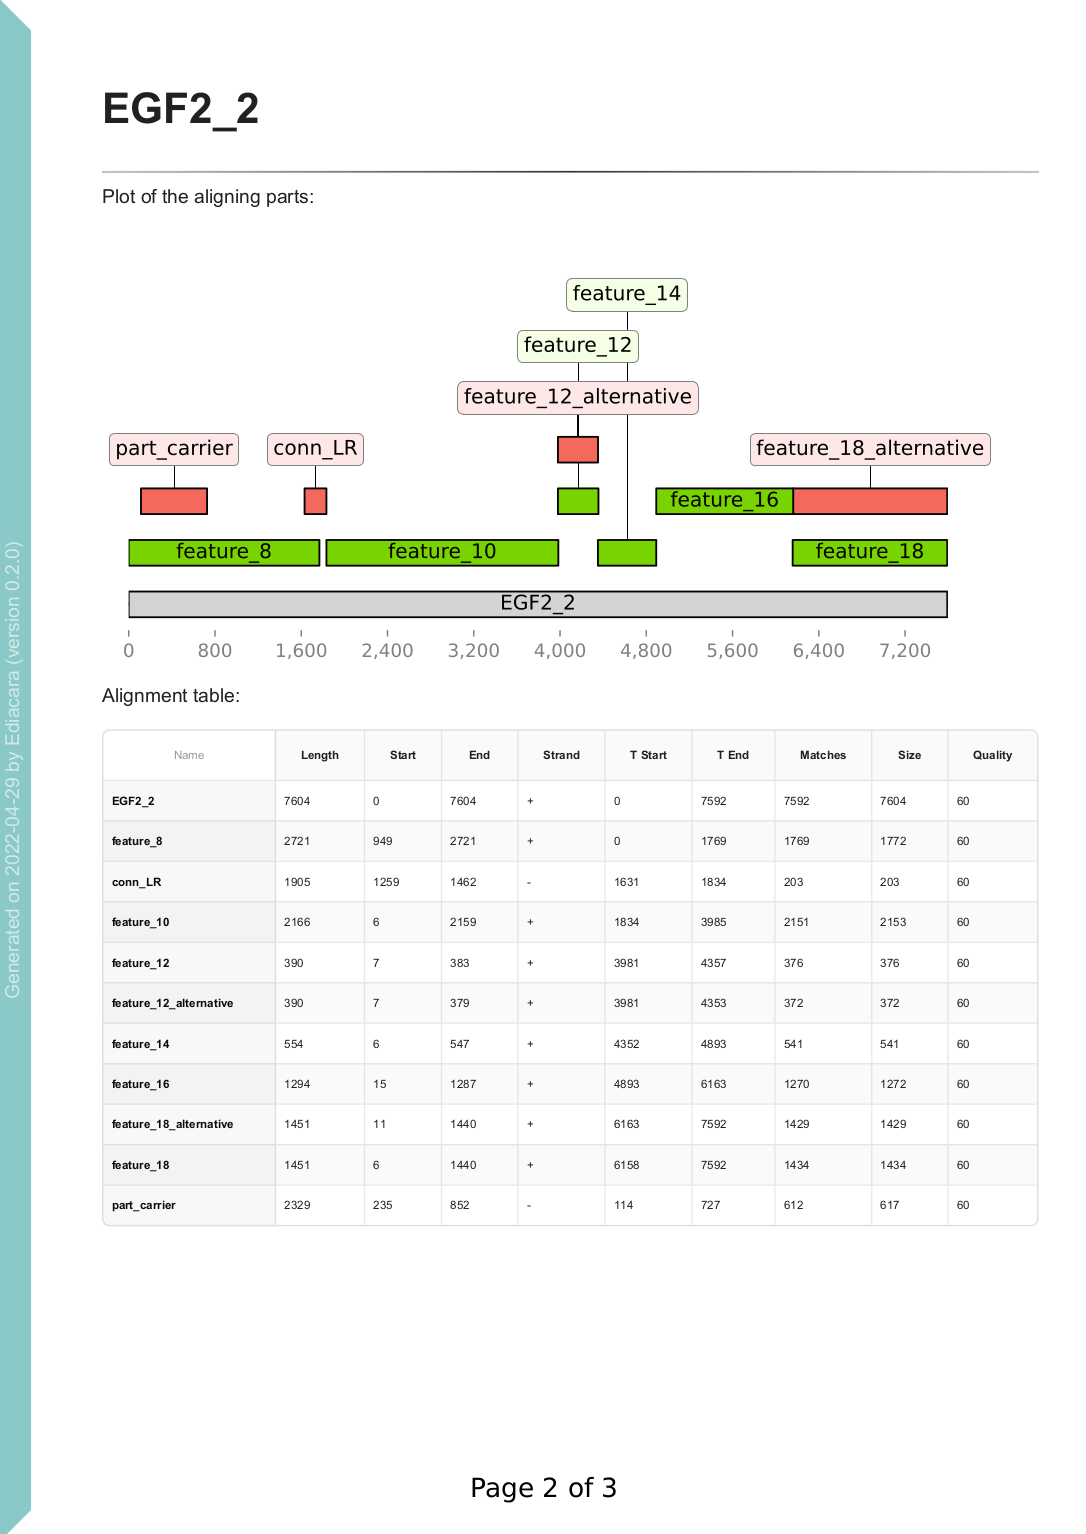 EGF2_2
Plot of the aligning parts:
feature_14
feature_12
feature_12_alternative
part_carrier conn_LR feature_18_alternative
feature_16
feature_8 feature_10 feature_18
EGF2_2
0 800 1,600 2,400 3,200 4,000 4,800 5,600 6,400 7,200
Alignment table:
Name Length Start End Strand T Start T End Matches Size Quality
EGF2_2 7604 0 7604 + 0 7592 7592 7604 60
feature_8 2721 949 2721 + 0 1769 1769 1772 60
conn_LR 1905 1259 1462 - 1631 1834 203 203 60
feature_10 2166 6 2159 + 1834 3985 2151 2153 60
feature_12 390 7 383 + 3981 4357 376 376 60
feature_12_alternative 390 7 379 + 3981 4353 372 372 60
feature_14 554 6 547 + 4352 4893 541 541 60
feature_16 1294 15 1287 + 4893 6163 1270 1272 60
feature_18_alternative 1451 11 1440 + 6163 7592 1429 1429 60
feature_18 1451 6 1440 + 6158 7592 1434 1434 60
part_carrier 2329 235 852 - 114 727 612 617 60
Page 2 of 3
Generated on 2022-04-29 by Ediacara (version 0.2.0)